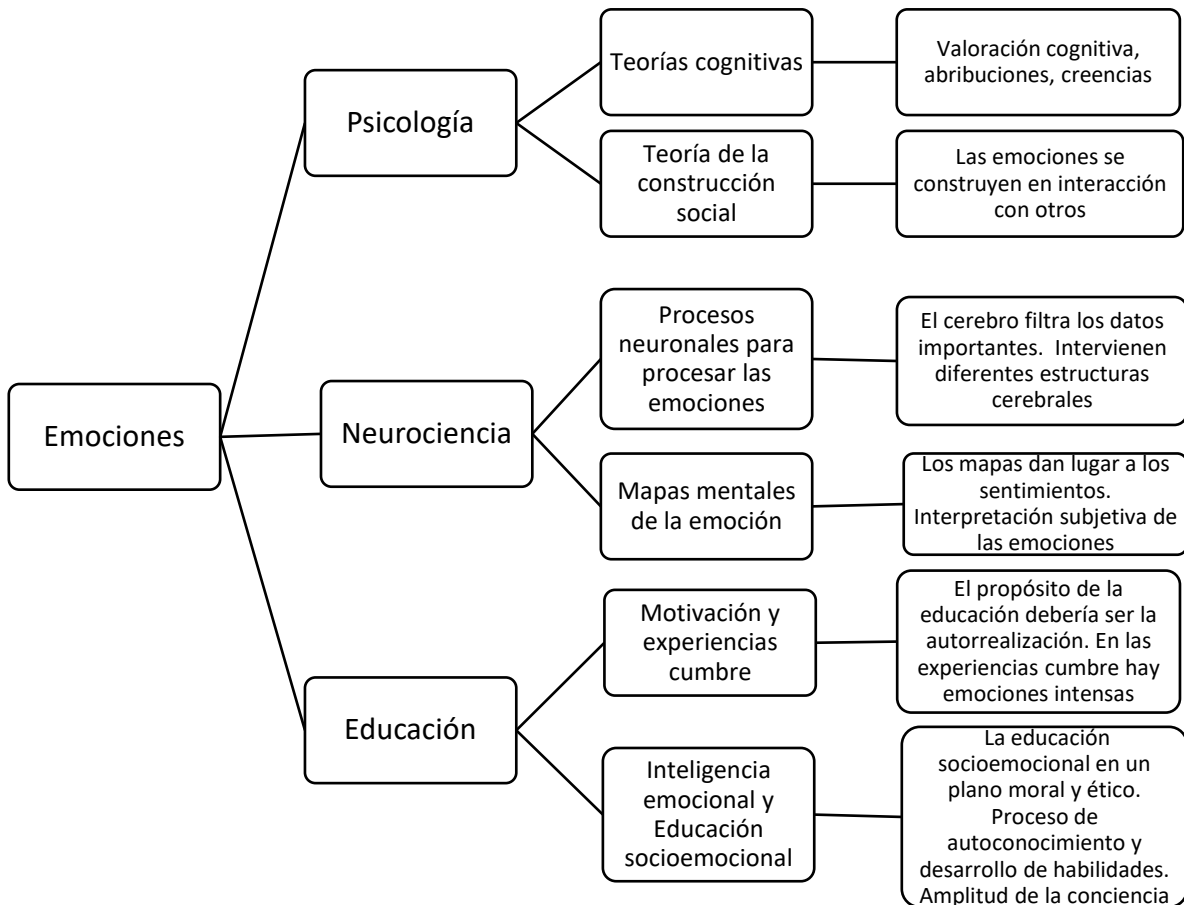 Emociones
Psicología
Teorías cognitivas
Valoración cognitiva,
abribuciones, creencias
Teoría de la
construcción
social
Las emociones se
construyen en interacción
con otros
Neurociencia
Procesos
neuronales para
procesar las
emociones
El cerebro filtra los datos
importantes.  Intervienen
diferentes estructuras
cerebrales
Mapas mentales
de la emoción
Los mapas dan lugar a los
sentimientos.
Interpretación subjetiva de
las emociones
Educación
Motivación y
experiencias
cumbre
El propósito de la
educación debería ser la
autorrealización. En las
experiencias cumbre hay
emociones intensas
Inteligencia
emocional y
Educación
socioemocional
La educación
socioemocional en un
plano moral y ético.
Proceso de
autoconocimiento y
desarrollo de habilidades.
Amplitud de la conciencia